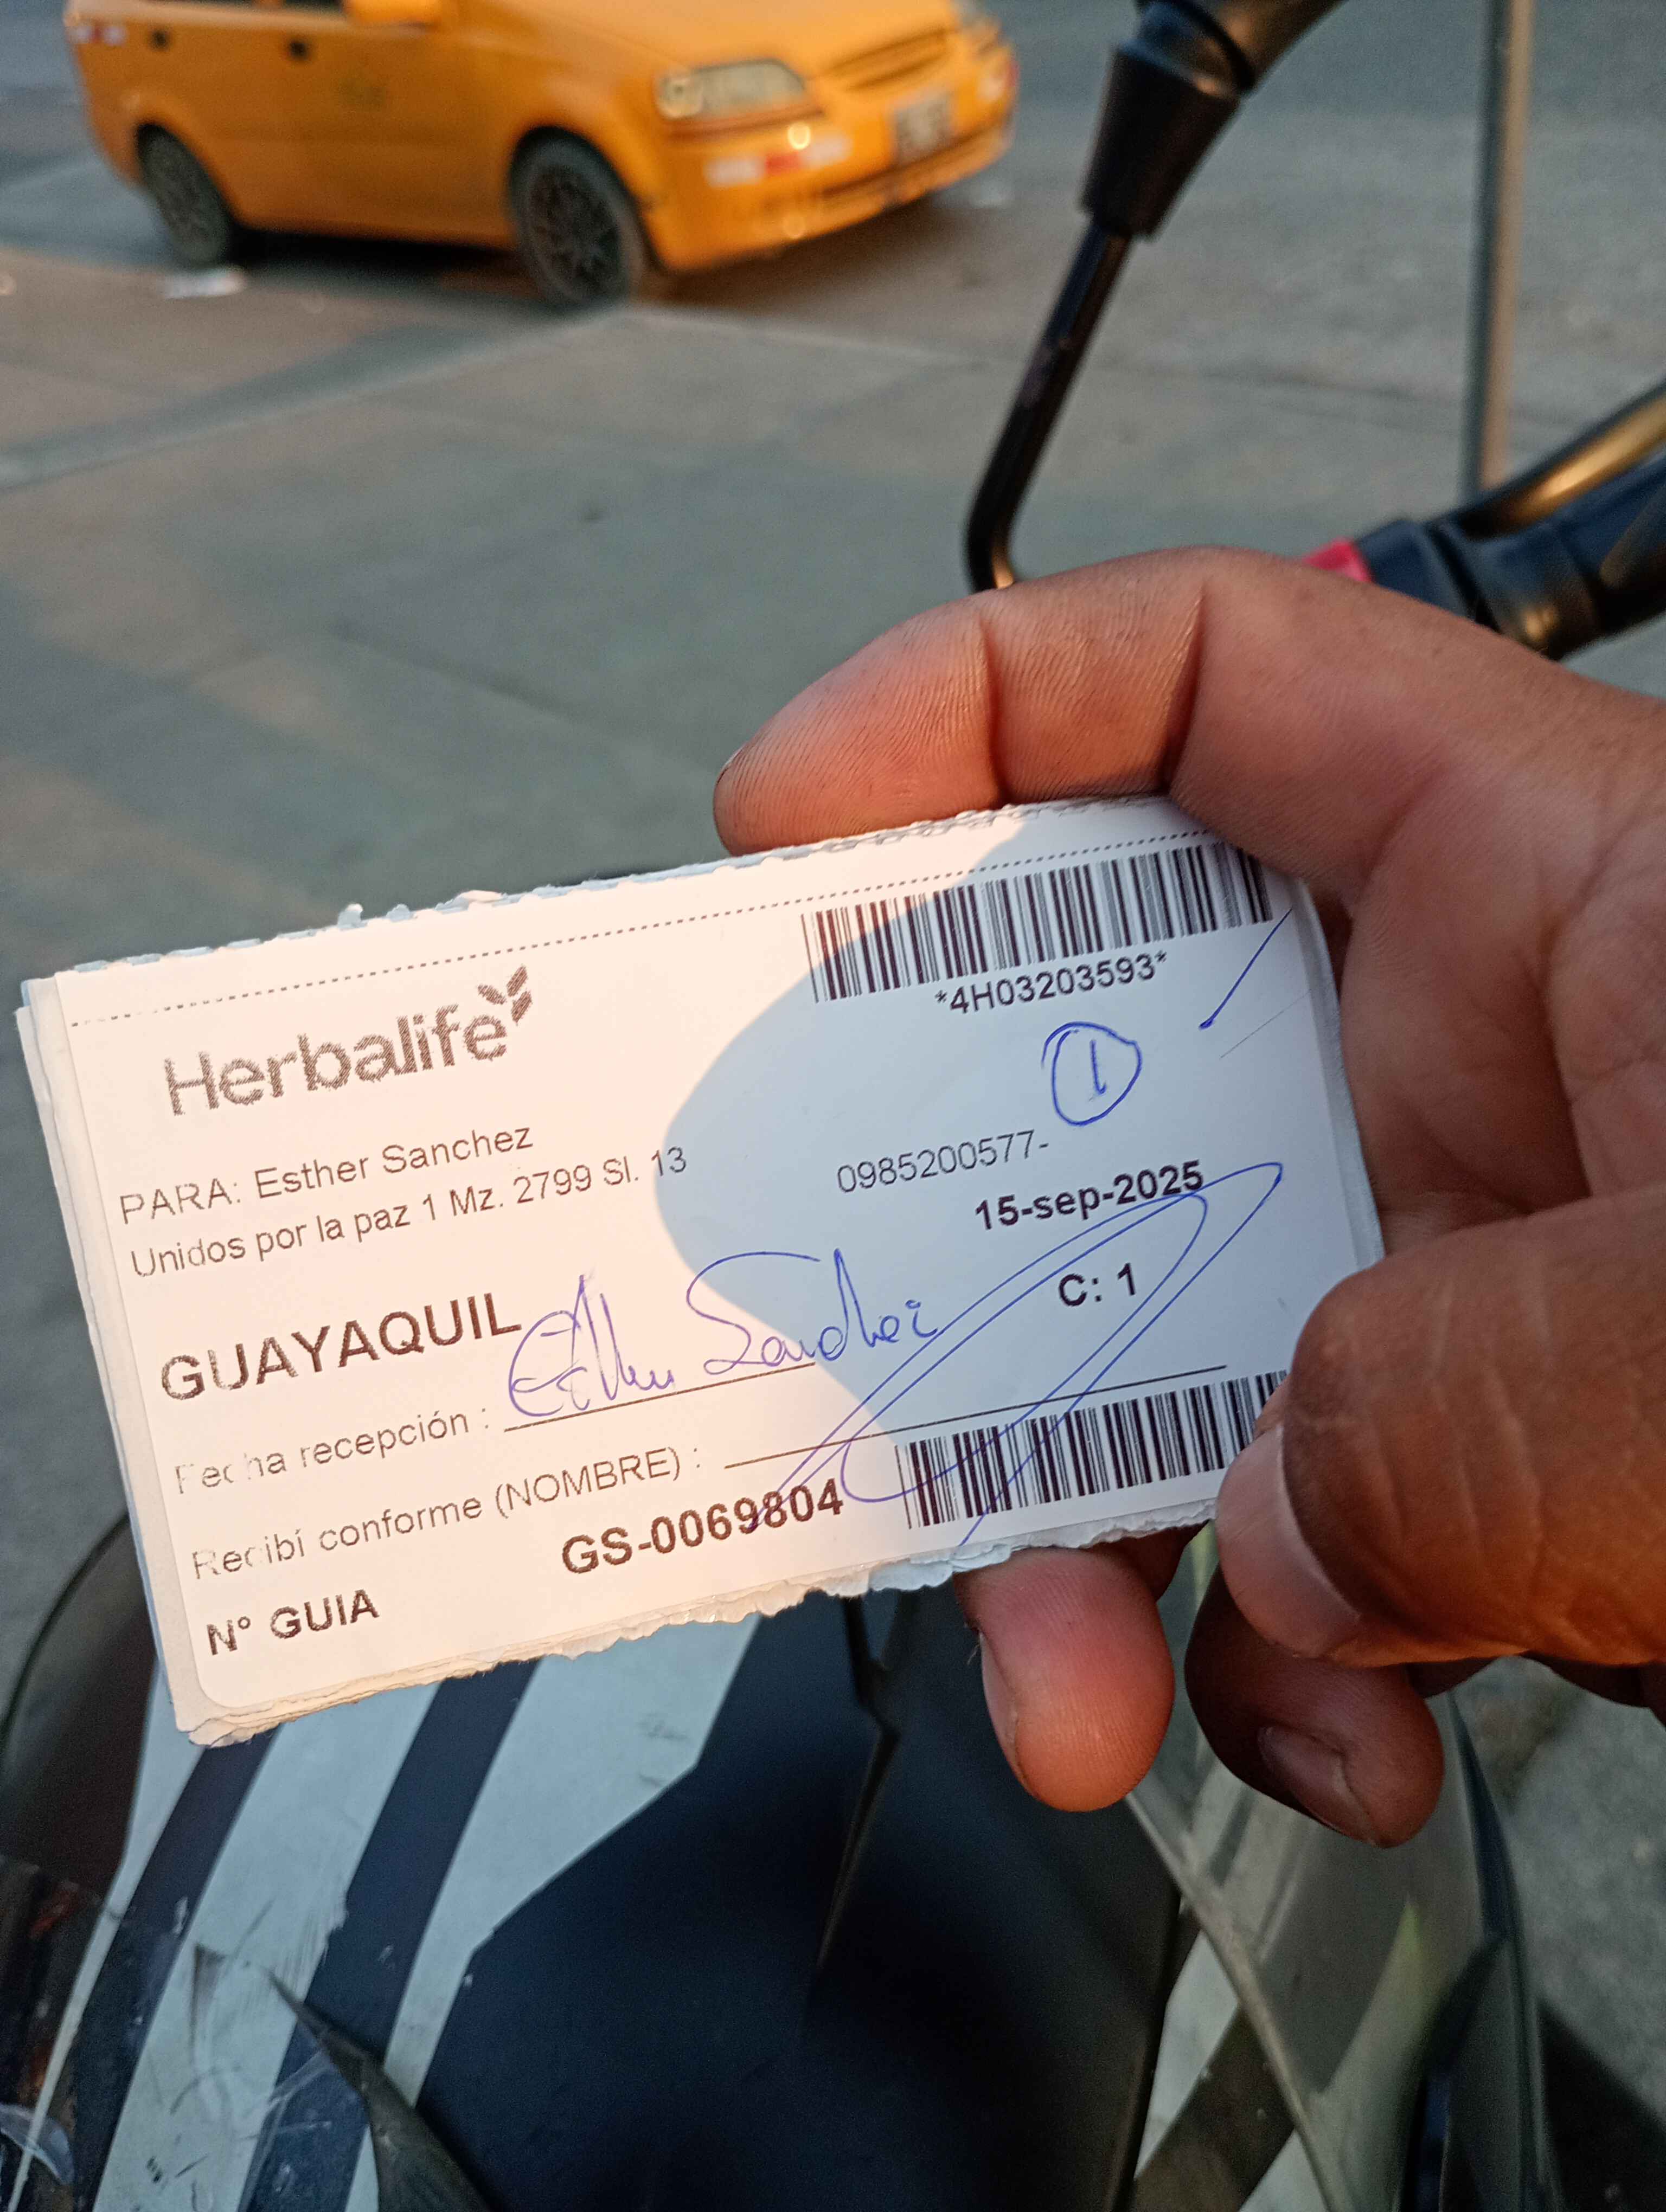 *4H03203593*
Herbalife
1
PARA: Esther Sanchez
0985200577-
Unidos por la paz 1 Mz. 2799 Sl. 13
15-sep-2025
GUAYAQUIL
C: 1
Fecha recepción : Esther Sanchez
Recibí conforme (NOMBRE) :
N° GUIA GS-0069804